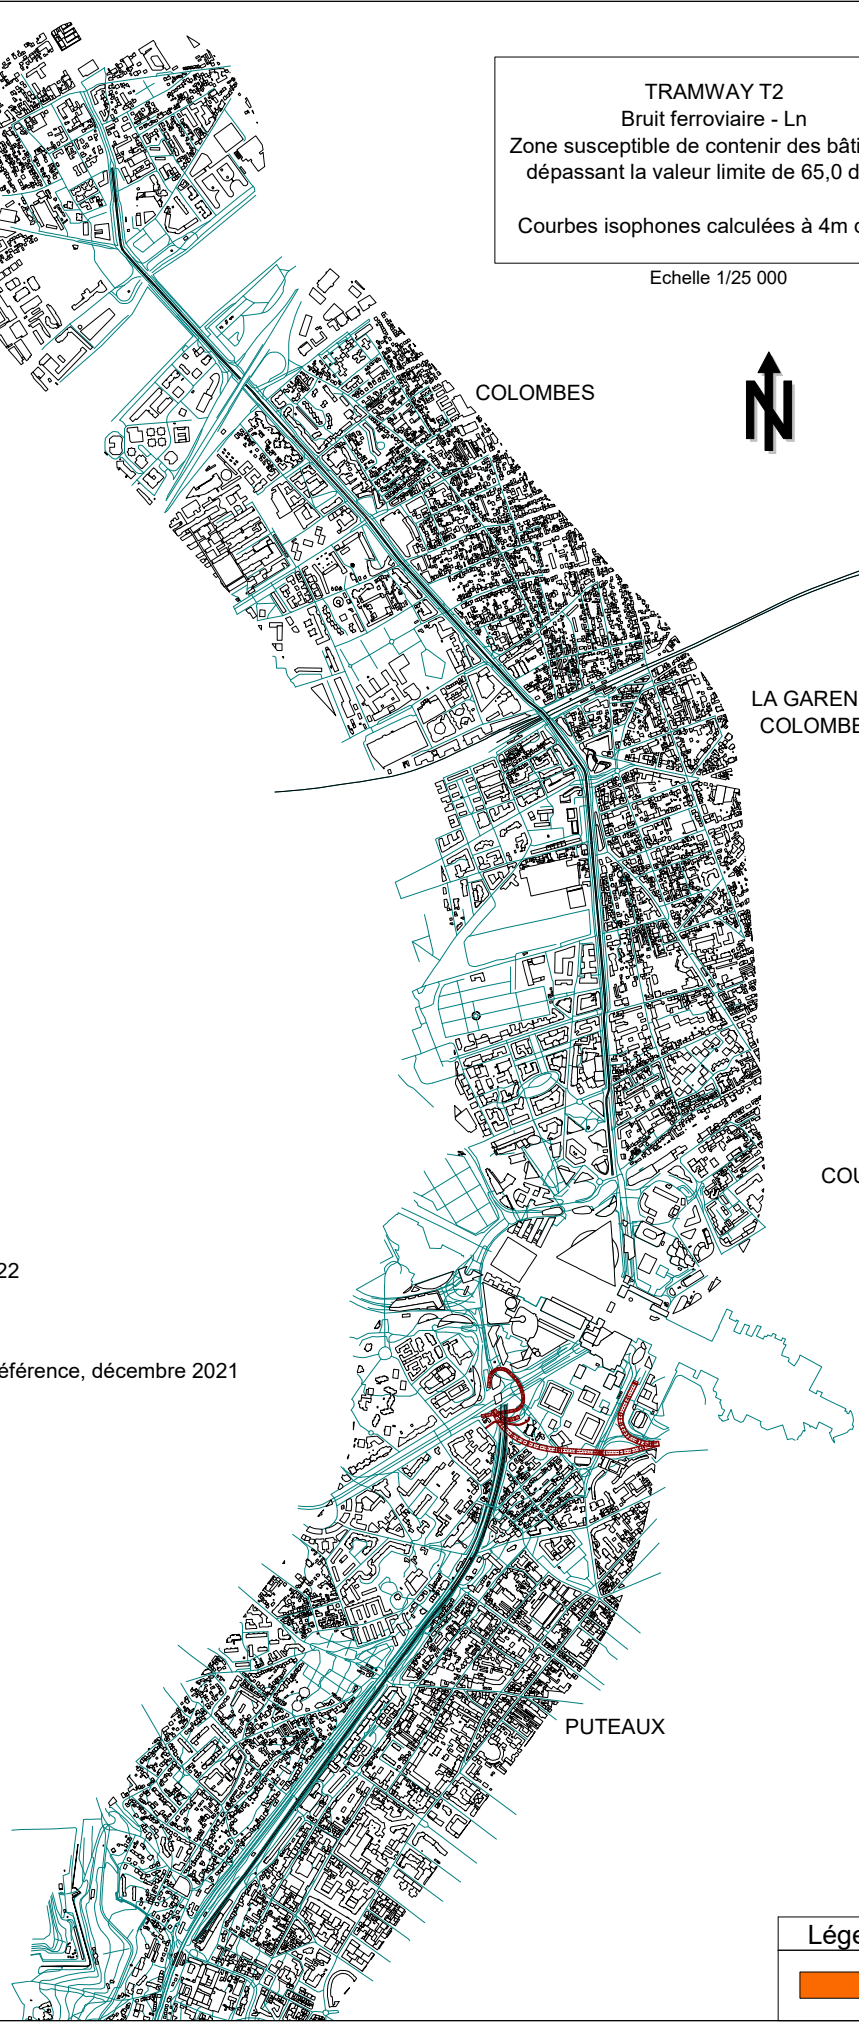 TRAMWAY T2
Bruit ferroviaire - Ln
Zone susceptible de contenir des bâti
dépassant la valeur limite de 65,0 d
Courbes isophones calculées à 4m
Echelle 1/25 000
COLOMBES
N
LA GAREN
COLOMBE
COU
22
éférence, décembre 2021
PUTEAUX
Lége